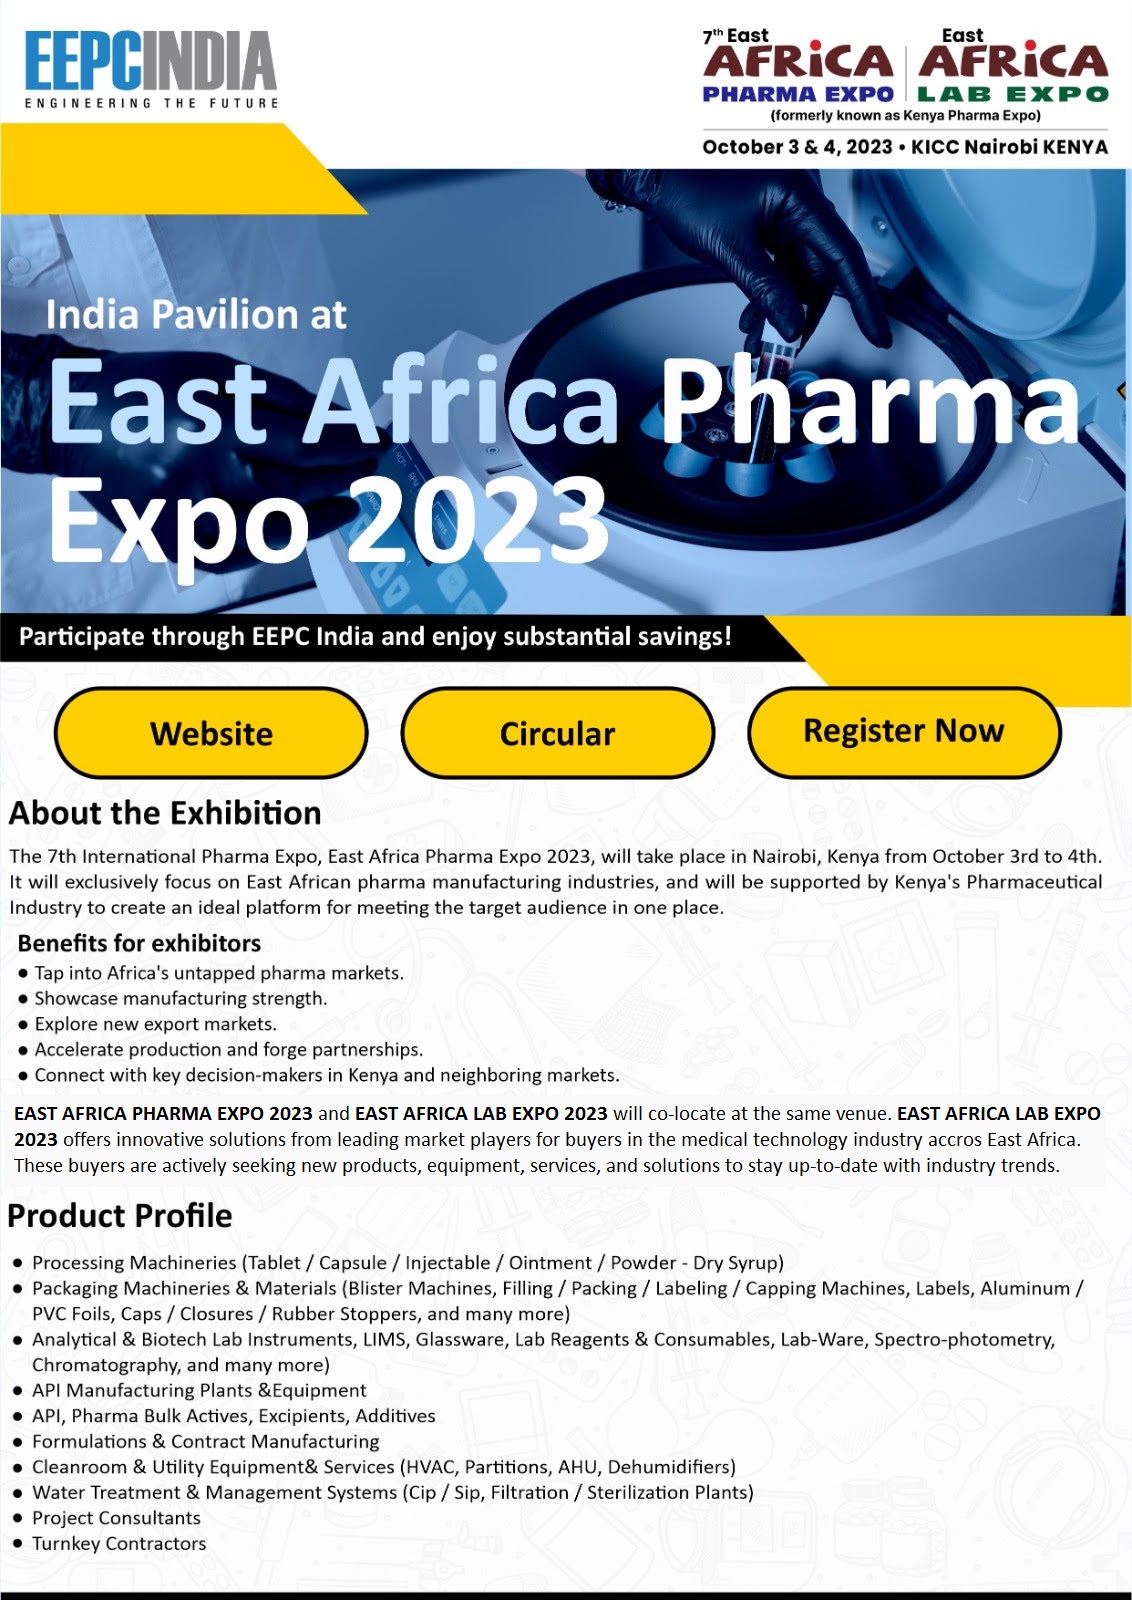 EEPCINDIA
ENGINEERING THE FUTURE
7th East
AFRiCA
PHARMA EXPO
East
AFRiCA
LAB EXPO
(formerly known as Kenya Pharma Expo)
October 3 & 4, 2023 • KICC Nairobi KENYA
India Pavilion at
East Africa Pharma
Expo 2023
Participate through EEPC India and enjoy substantial savings!
Website
Circular
Register Now
About the Exhibition
The 7th International Pharma Expo, East Africa Pharma Expo 2023, will take place in Nairobi, Kenya from October 3rd to 4th.
It will exclusively focus on East African pharma manufacturing industries, and will be supported by Kenya's Pharmaceutical
Industry to create an ideal platform for meeting the target audience in one place.
Benefits for exhibitors
● Tap into Africa's untapped pharma markets.
● Showcase manufacturing strength.
● Explore new export markets.
● Accelerate production and forge partnerships.
● Connect with key decision-makers in Kenya and neighboring markets.
EAST AFRICA PHARMA EXPO 2023 and EAST AFRICA LAB EXPO 2023 will co-locate at the same venue. EAST AFRICA LAB EXPO
2023 offers innovative solutions from leading market players for buyers in the medical technology industry accros East Africa.
These buyers are actively seeking new products, equipment, services, and solutions to stay up-to-date with industry trends.
Product Profile
● Processing Machineries (Tablet / Capsule / Injectable / Ointment / Powder - Dry Syrup)
● Packaging Machineries & Materials (Blister Machines, Filling / Packing / Labeling / Capping Machines, Labels, Aluminum /
PVC Foils, Caps / Closures / Rubber Stoppers, and many more)
● Analytical & Biotech Lab Instruments, LIMS, Glassware, Lab Reagents & Consumables, Lab-Ware, Spectro-photometry,
Chromatography, and many more)
● API Manufacturing Plants &Equipment
● API, Pharma Bulk Actives, Excipients, Additives
● Formulations & Contract Manufacturing
● Cleanroom & Utility Equipment& Services (HVAC, Partitions, AHU, Dehumidifiers)
● Water Treatment & Management Systems (Cip / Sip, Filtration / Sterilization Plants)
● Project Consultants
● Turnkey Contractors